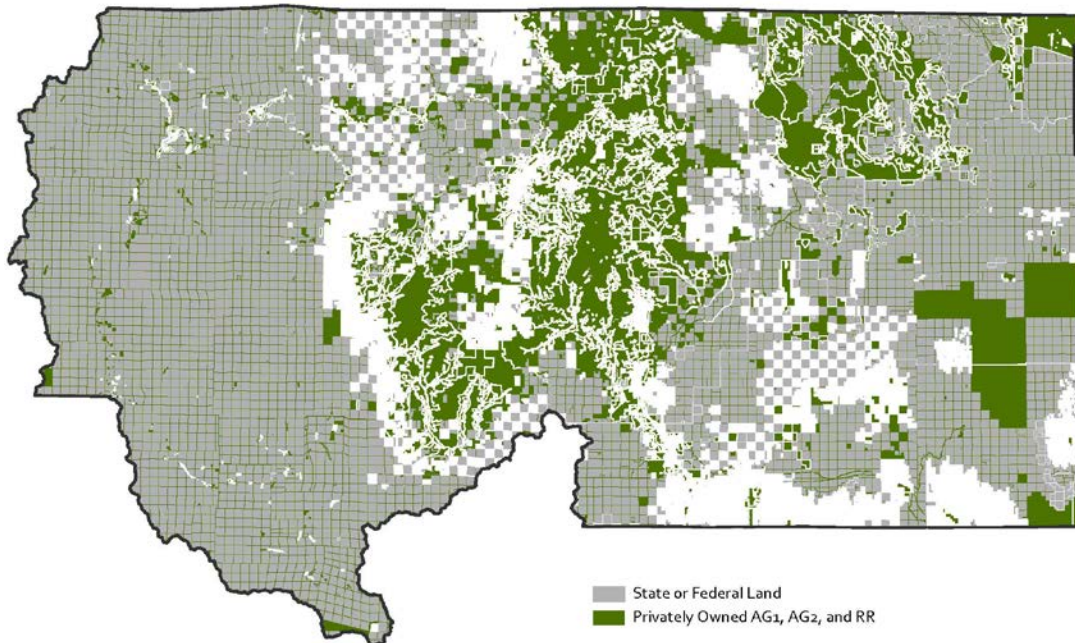 State or Federal Land
Privately Owned AG1, AG2, and RR